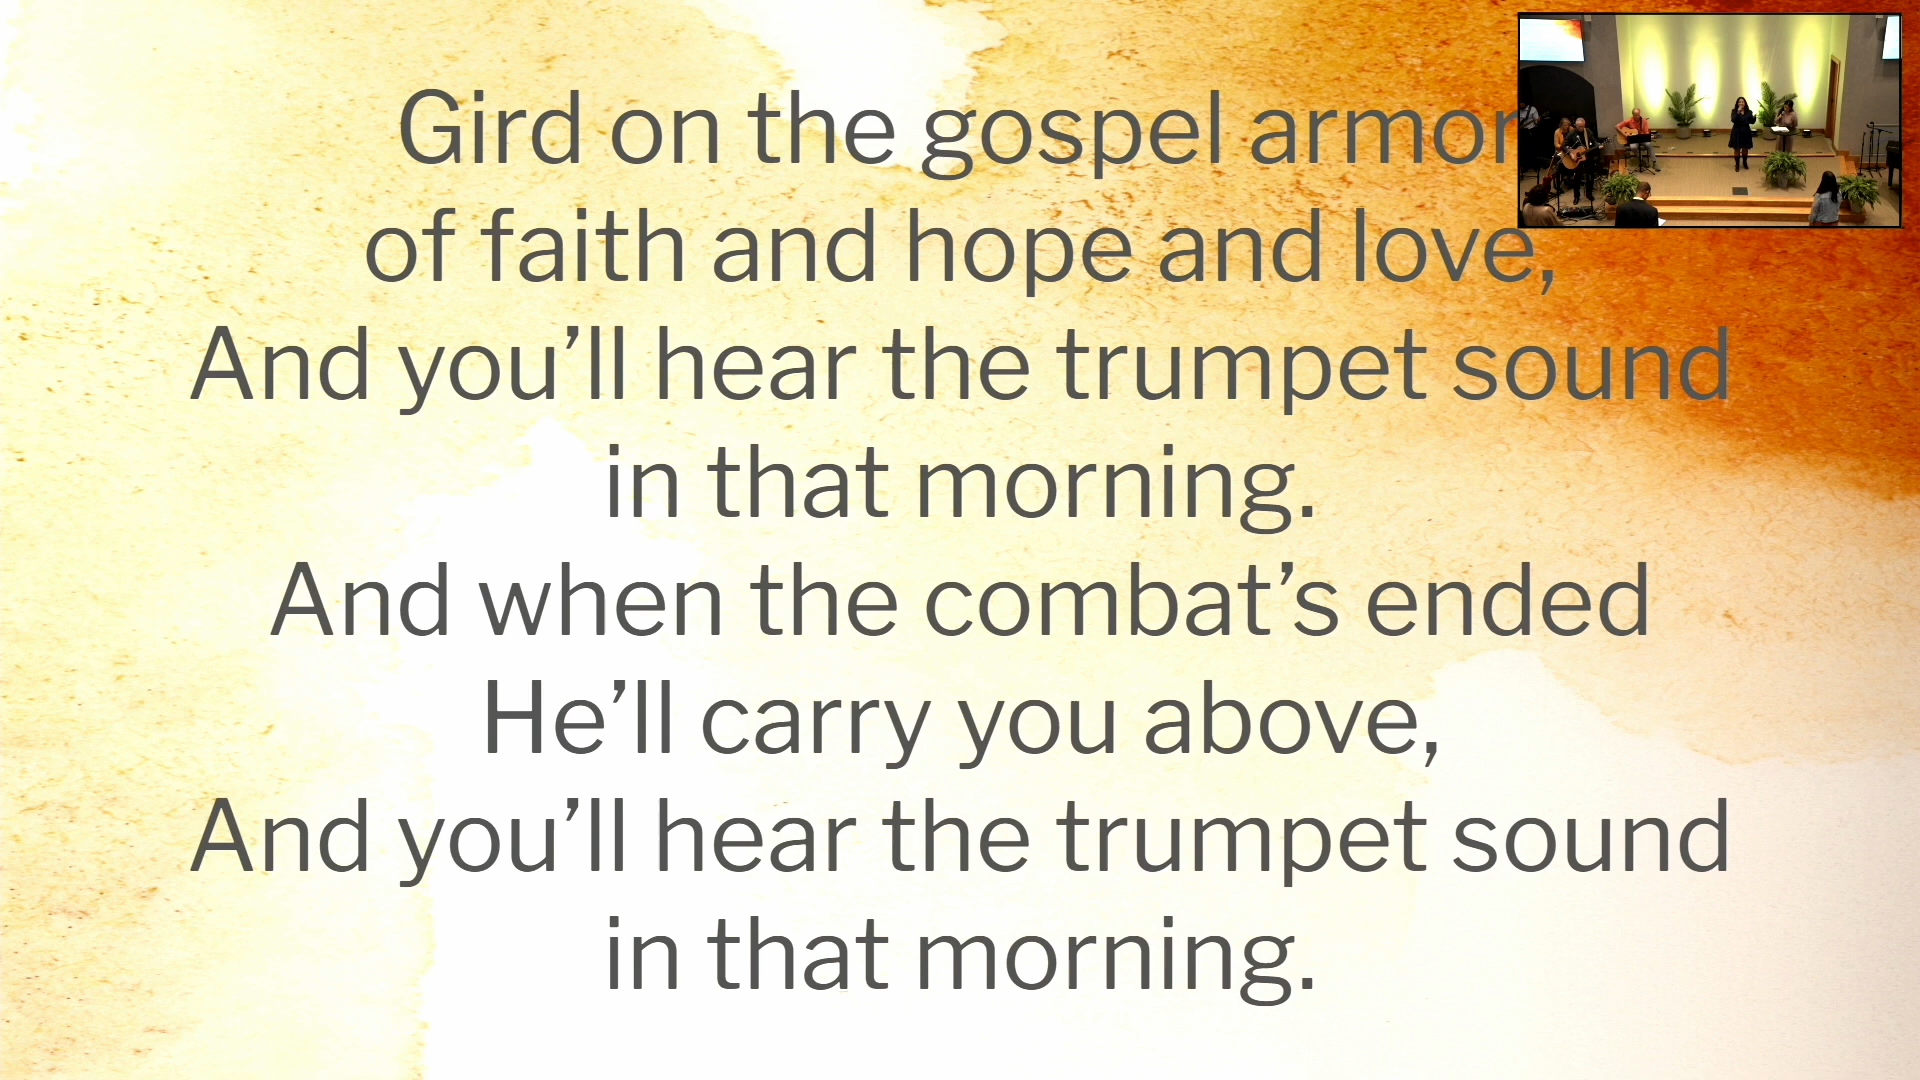 Gird on the gospel armor
of faith and hope and love,
And you’ll hear the trumpet sound
in that morning.
And when the combat’s ended
He’ll carry you above,
And you’ll hear the trumpet sound
in that morning.